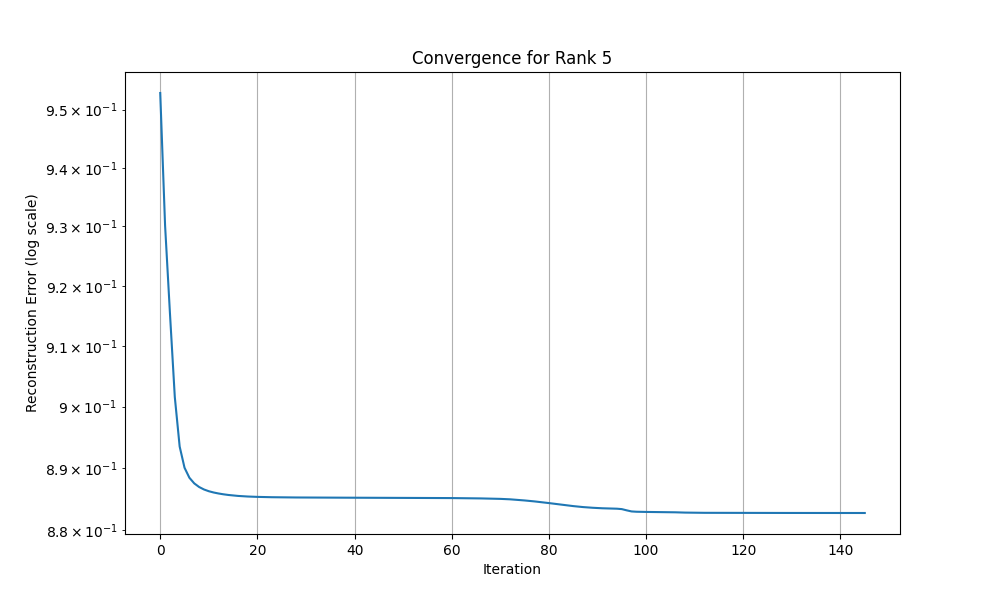 Convergence for Rank 5
Reconstruction Error (log scale)
9.5 × 10⁻¹
9.4 × 10⁻¹
9.3 × 10⁻¹
9.2 × 10⁻¹
9.1 × 10⁻¹
9 × 10⁻¹
8.9 × 10⁻¹
8.8 × 10⁻¹
0 20 40 60 80 100 120 140
Iteration